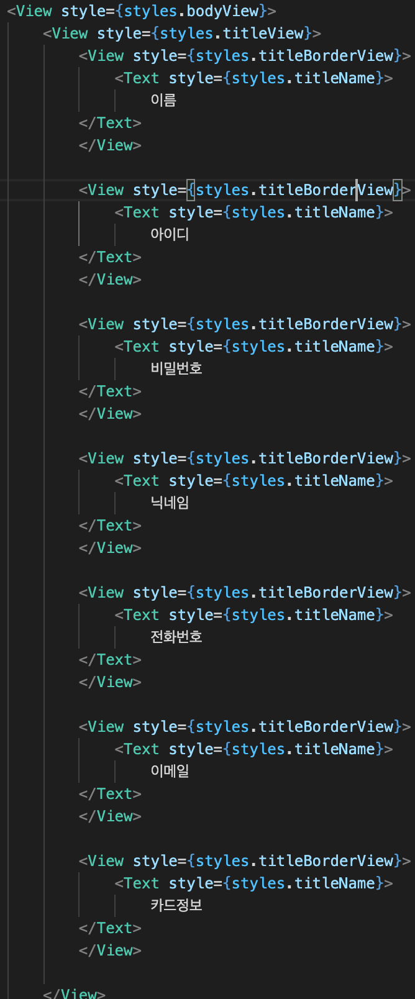 <View style={styles.bodyView}>
<View style={styles.titleView}>
<View style={styles.titleBorderView}>
<Text style={styles.titleName}>
이름
</Text>
</View>
<View style={styles.titleBorderView}>
<Text style={styles.titleName}>
아이디
</Text>
</View>
<View style={styles.titleBorderView}>
<Text style={styles.titleName}>
비밀번호
</Text>
</View>
<View style={styles.titleBorderView}>
<Text style={styles.titleName}>
닉네임
</Text>
</View>
<View style={styles.titleBorderView}>
<Text style={styles.titleName}>
전화번호
</Text>
</View>
<View style={styles.titleBorderView}>
<Text style={styles.titleName}>
이메일
</Text>
</View>
<View style={styles.titleBorderView}>
<Text style={styles.titleName}>
카드정보
</Text>
</View>
</View>